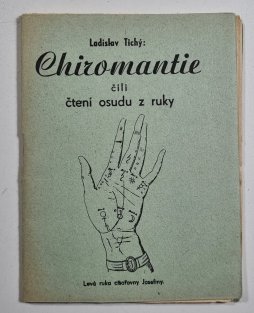 Ladislav Tichý:
Chiromantie
čili
čtení osudu z ruky
Levá ruka císařovny Josefiny.